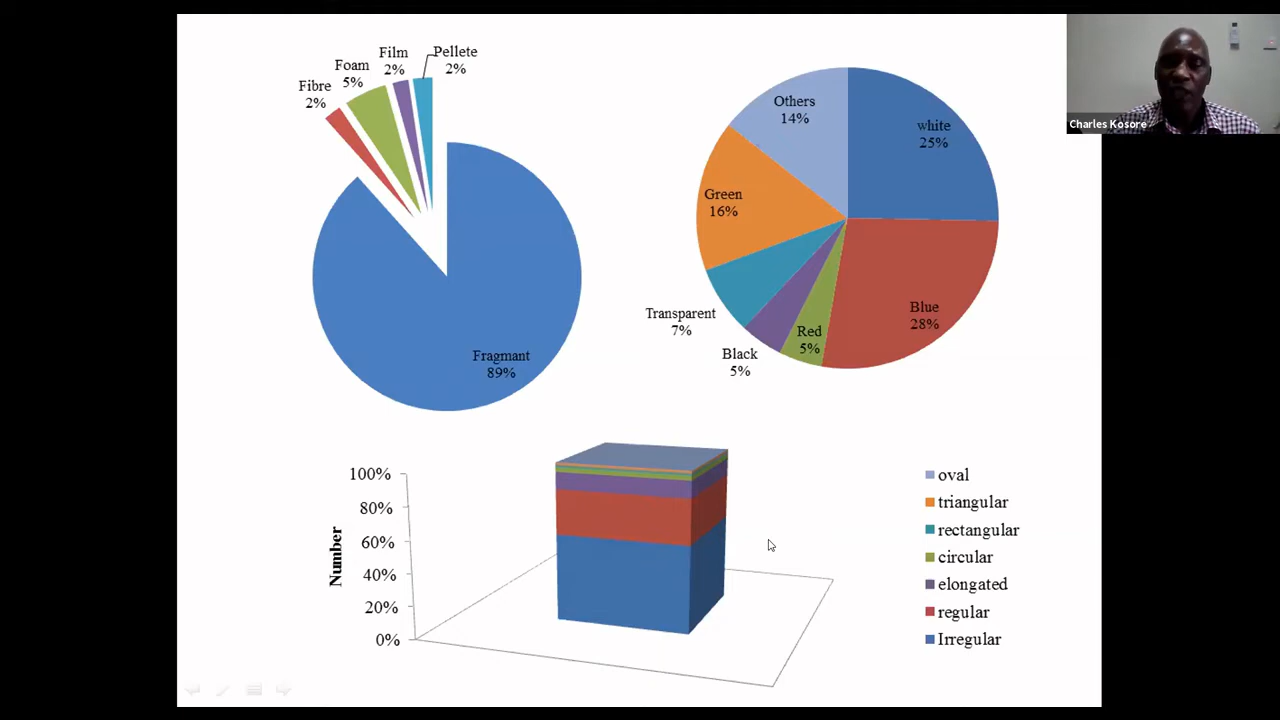 Fibre
2%
Foam
5%
Film
2%
Pellete
2%
Fragmant
89%
Others
14%
white
25%
Green
16%
Transparent
7%
Black
5%
Red
5%
Blue
28%
Charles Kosore
Number
100%
80%
60%
40%
20%
0%
oval
triangular
rectangular
circular
elongated
regular
Irregular